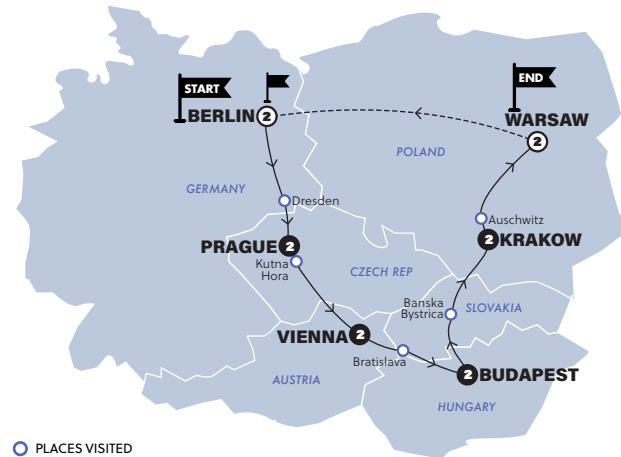 START
END
BERLIN 2
WARSAW
2
POLAND
GERMANY
Dresden
Auschwitz
PRAGUE 2
2 KRAKOW
Kutna
Hora
CZECH REP
Banska
Bystrica
SLOVAKIA
VIENNA 2
Bratislava
2 BUDAPEST
AUSTRIA
HUNGARY
PLACES VISITED